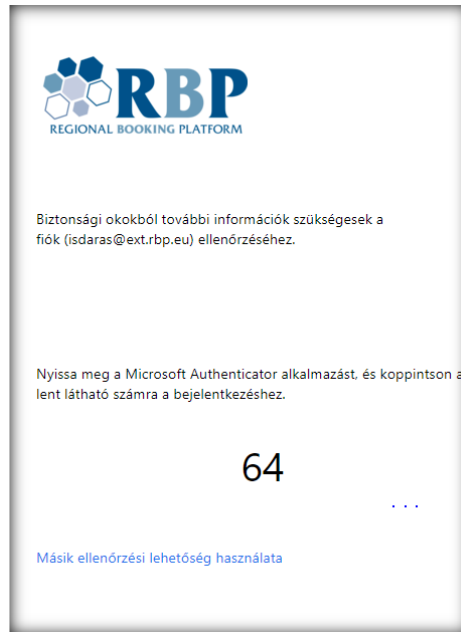 RBP
REGIONAL BOOKING PLATFORM
Biztonsági okokból további információk szükségesek a
fiók (isdaras@ext.rbp.eu) ellenőrzéséhez.
Nyissa meg a Microsoft Authenticator alkalmazást, és koppintson a
lent látható számra a bejelentkezéshez.
64
. . .
Másik ellenőrzési lehetőség használata